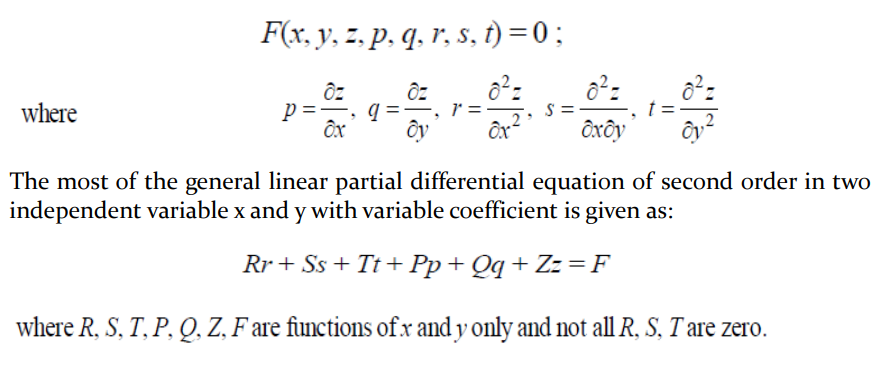 F(x, y, z, p, q, r, s, t) = 0 ;
where p = ∂z/∂x, q = ∂z/∂y, r = ∂²z/∂x², s = ∂²z/∂x∂y, t = ∂²z/∂y²
The most of the general linear partial differential equation of second order in two
independent variable x and y with variable coefficient is given as:
Rr + Ss + Tt + Pp + Qq + Zz = F
where R, S, T, P, Q, Z, F are functions of x and y only and not all R, S, T are zero.